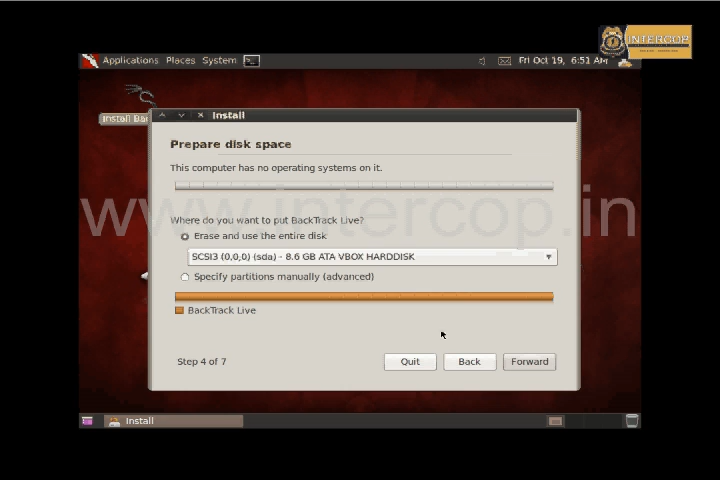 INTERCOP
Applications Places System
Fri Oct 19, 6:51 AM
Install
Prepare disk space
This computer has no operating systems on it.
www.intercop.in
Where do you want to put BackTrack Live?
Erase and use the entire disk
SCSI3 (0,0,0) (sda) - 8.6 GB ATA VBOX HARDDISK
Specify partitions manually (advanced)
BackTrack Live
Step 4 of 7
Quit
Back
Forward
Install